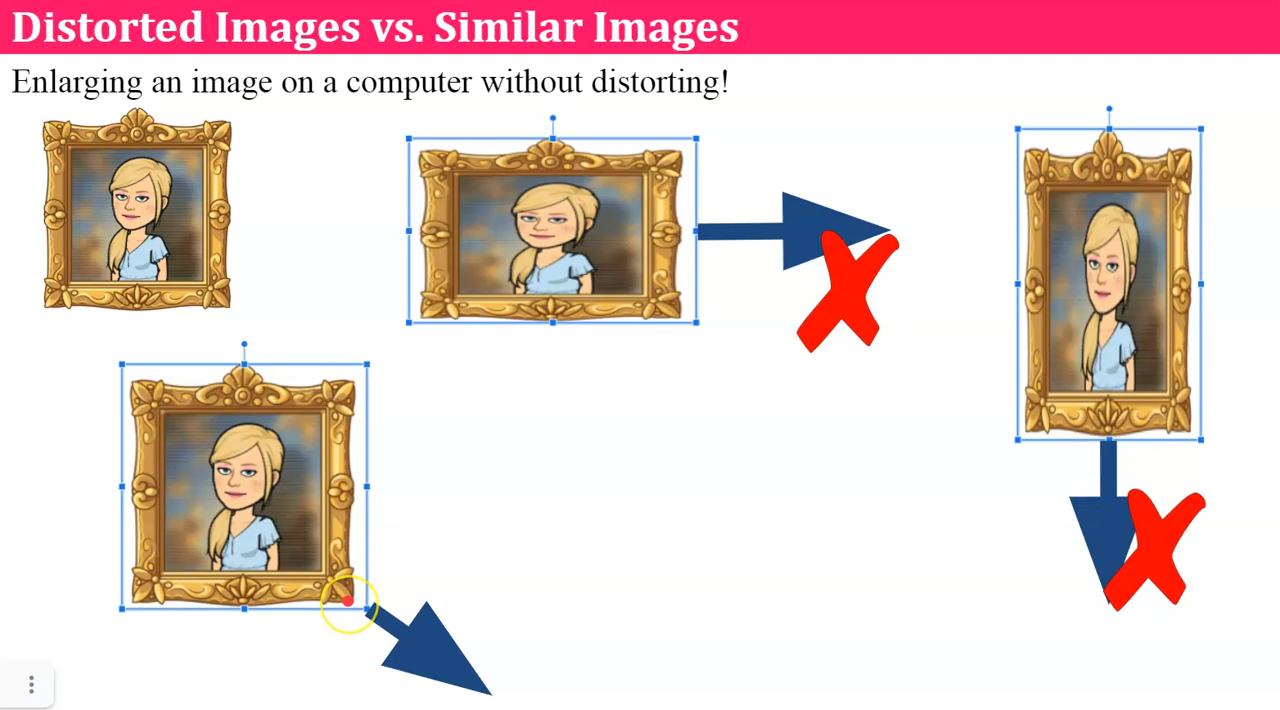 Distorted Images vs. Similar Images
Enlarging an image on a computer without distorting!